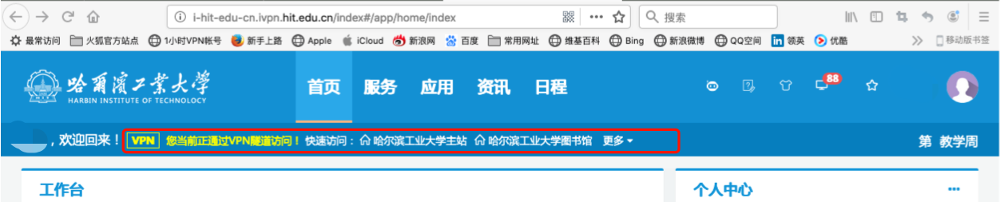 i-hit-edu-cn.ivpn.hit.edu.cn/index#/app/home/index 搜索
最常访问 火狐官方站点 1小时VPN帐号 新手上路 Apple iCloud 新浪网 百度 常用网址 维基百科 Bing 新浪微博 QQ空间 领英 优酷 移动版书签
哈爾濱工業大學 首页 服务 应用 资讯 日程 88
HARBIN INSTITUTE OF TECHNOLOGY
，欢迎回来！ VPN 您当前正通过VPN隧道访问！ 快速访问： 哈尔滨工业大学主站 哈尔滨工业大学图书馆 更多 第 教学周
工作台 个人中心